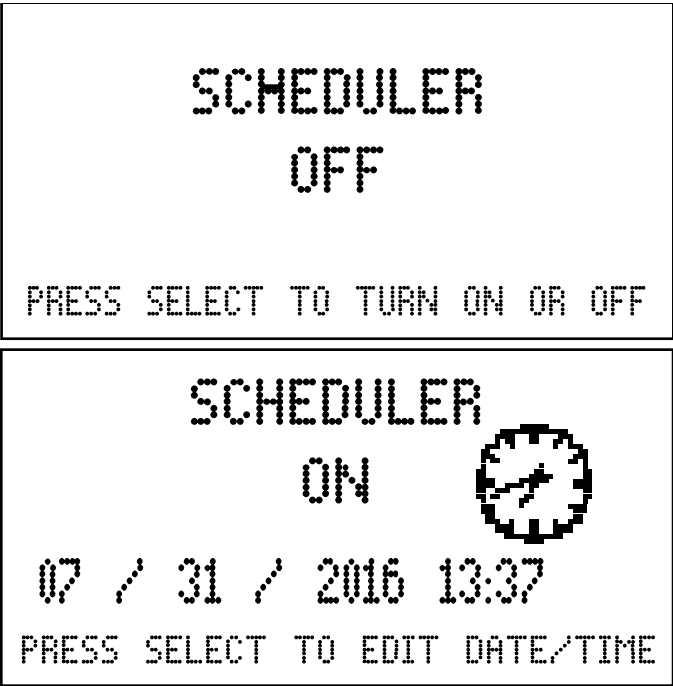 SCHEDULER
OFF
PRESS SELECT TO TURN ON OR OFF
SCHEDULER
ON
07 / 31 / 2016 13:37
PRESS SELECT TO EDIT DATE/TIME